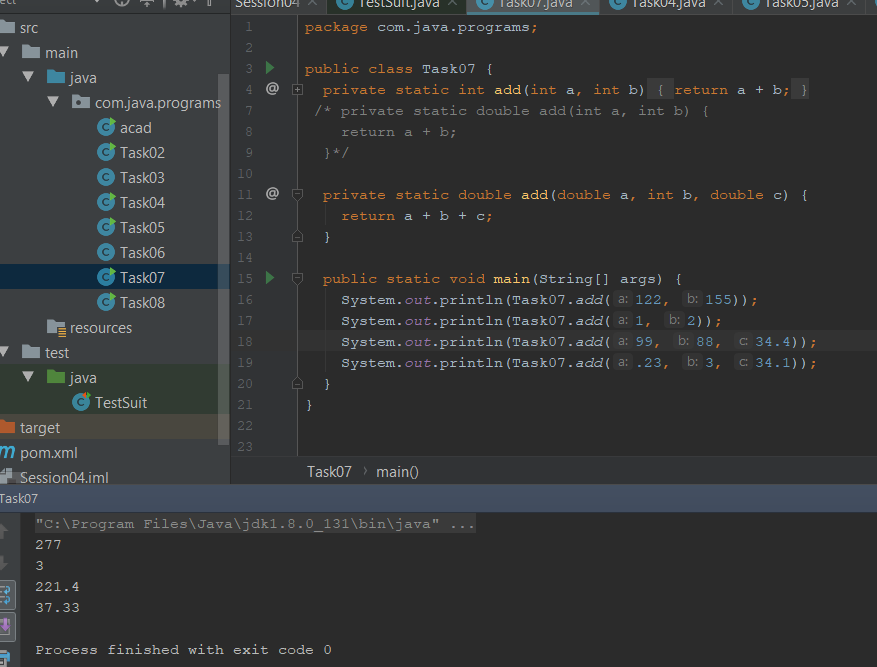 Session04 TestSuit.java Task07.java Task04.java Task05.java
src
main
java
com.java.programs
acad
Task02
Task03
Task04
Task05
Task06
Task07
Task08
resources
test
java
TestSuit
target
pom.xml
Session04.iml
1 package com.java.programs;
2
3 public class Task07 {
4 @ private static int add(int a, int b) { return a + b; }
7 /* private static double add(int a, int b) {
8 return a + b;
9 }*/
10
11 @ private static double add(double a, int b, double c) {
12 return a + b + c;
13 }
14
15 public static void main(String[] args) {
16 System.out.println(Task07.add( a: 122, b: 155));
17 System.out.println(Task07.add( a: 1, b: 2));
18 System.out.println(Task07.add( a: 99, b: 88, c: 34.4));
19 System.out.println(Task07.add( a: .23, b: 3, c: 34.1));
20 }
21 }
22
23
Task07 › main()
Task07
"C:\Program Files\Java\jdk1.8.0_131\bin\java" ...
277
3
221.4
37.33
Process finished with exit code 0